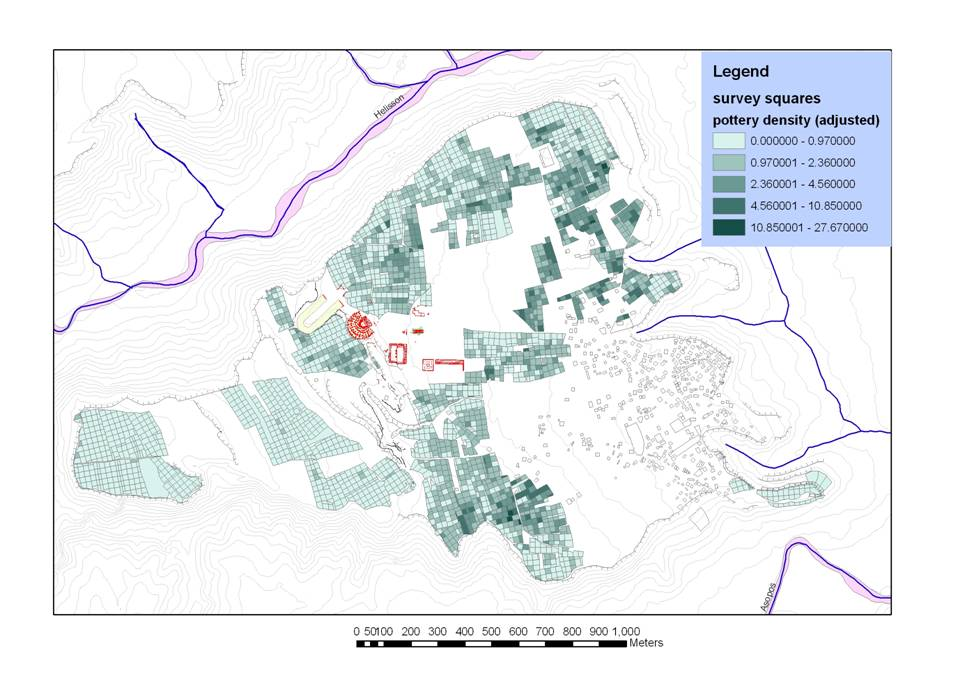 Legend
survey squares
pottery density (adjusted)
0.000000 - 0.970000
0.970001 - 2.360000
2.360001 - 4.560000
4.560001 - 10.850000
10.850001 - 27.670000
Helisson
Asopos
0 50100 200 300 400 500 600 700 800 900 1,000
Meters